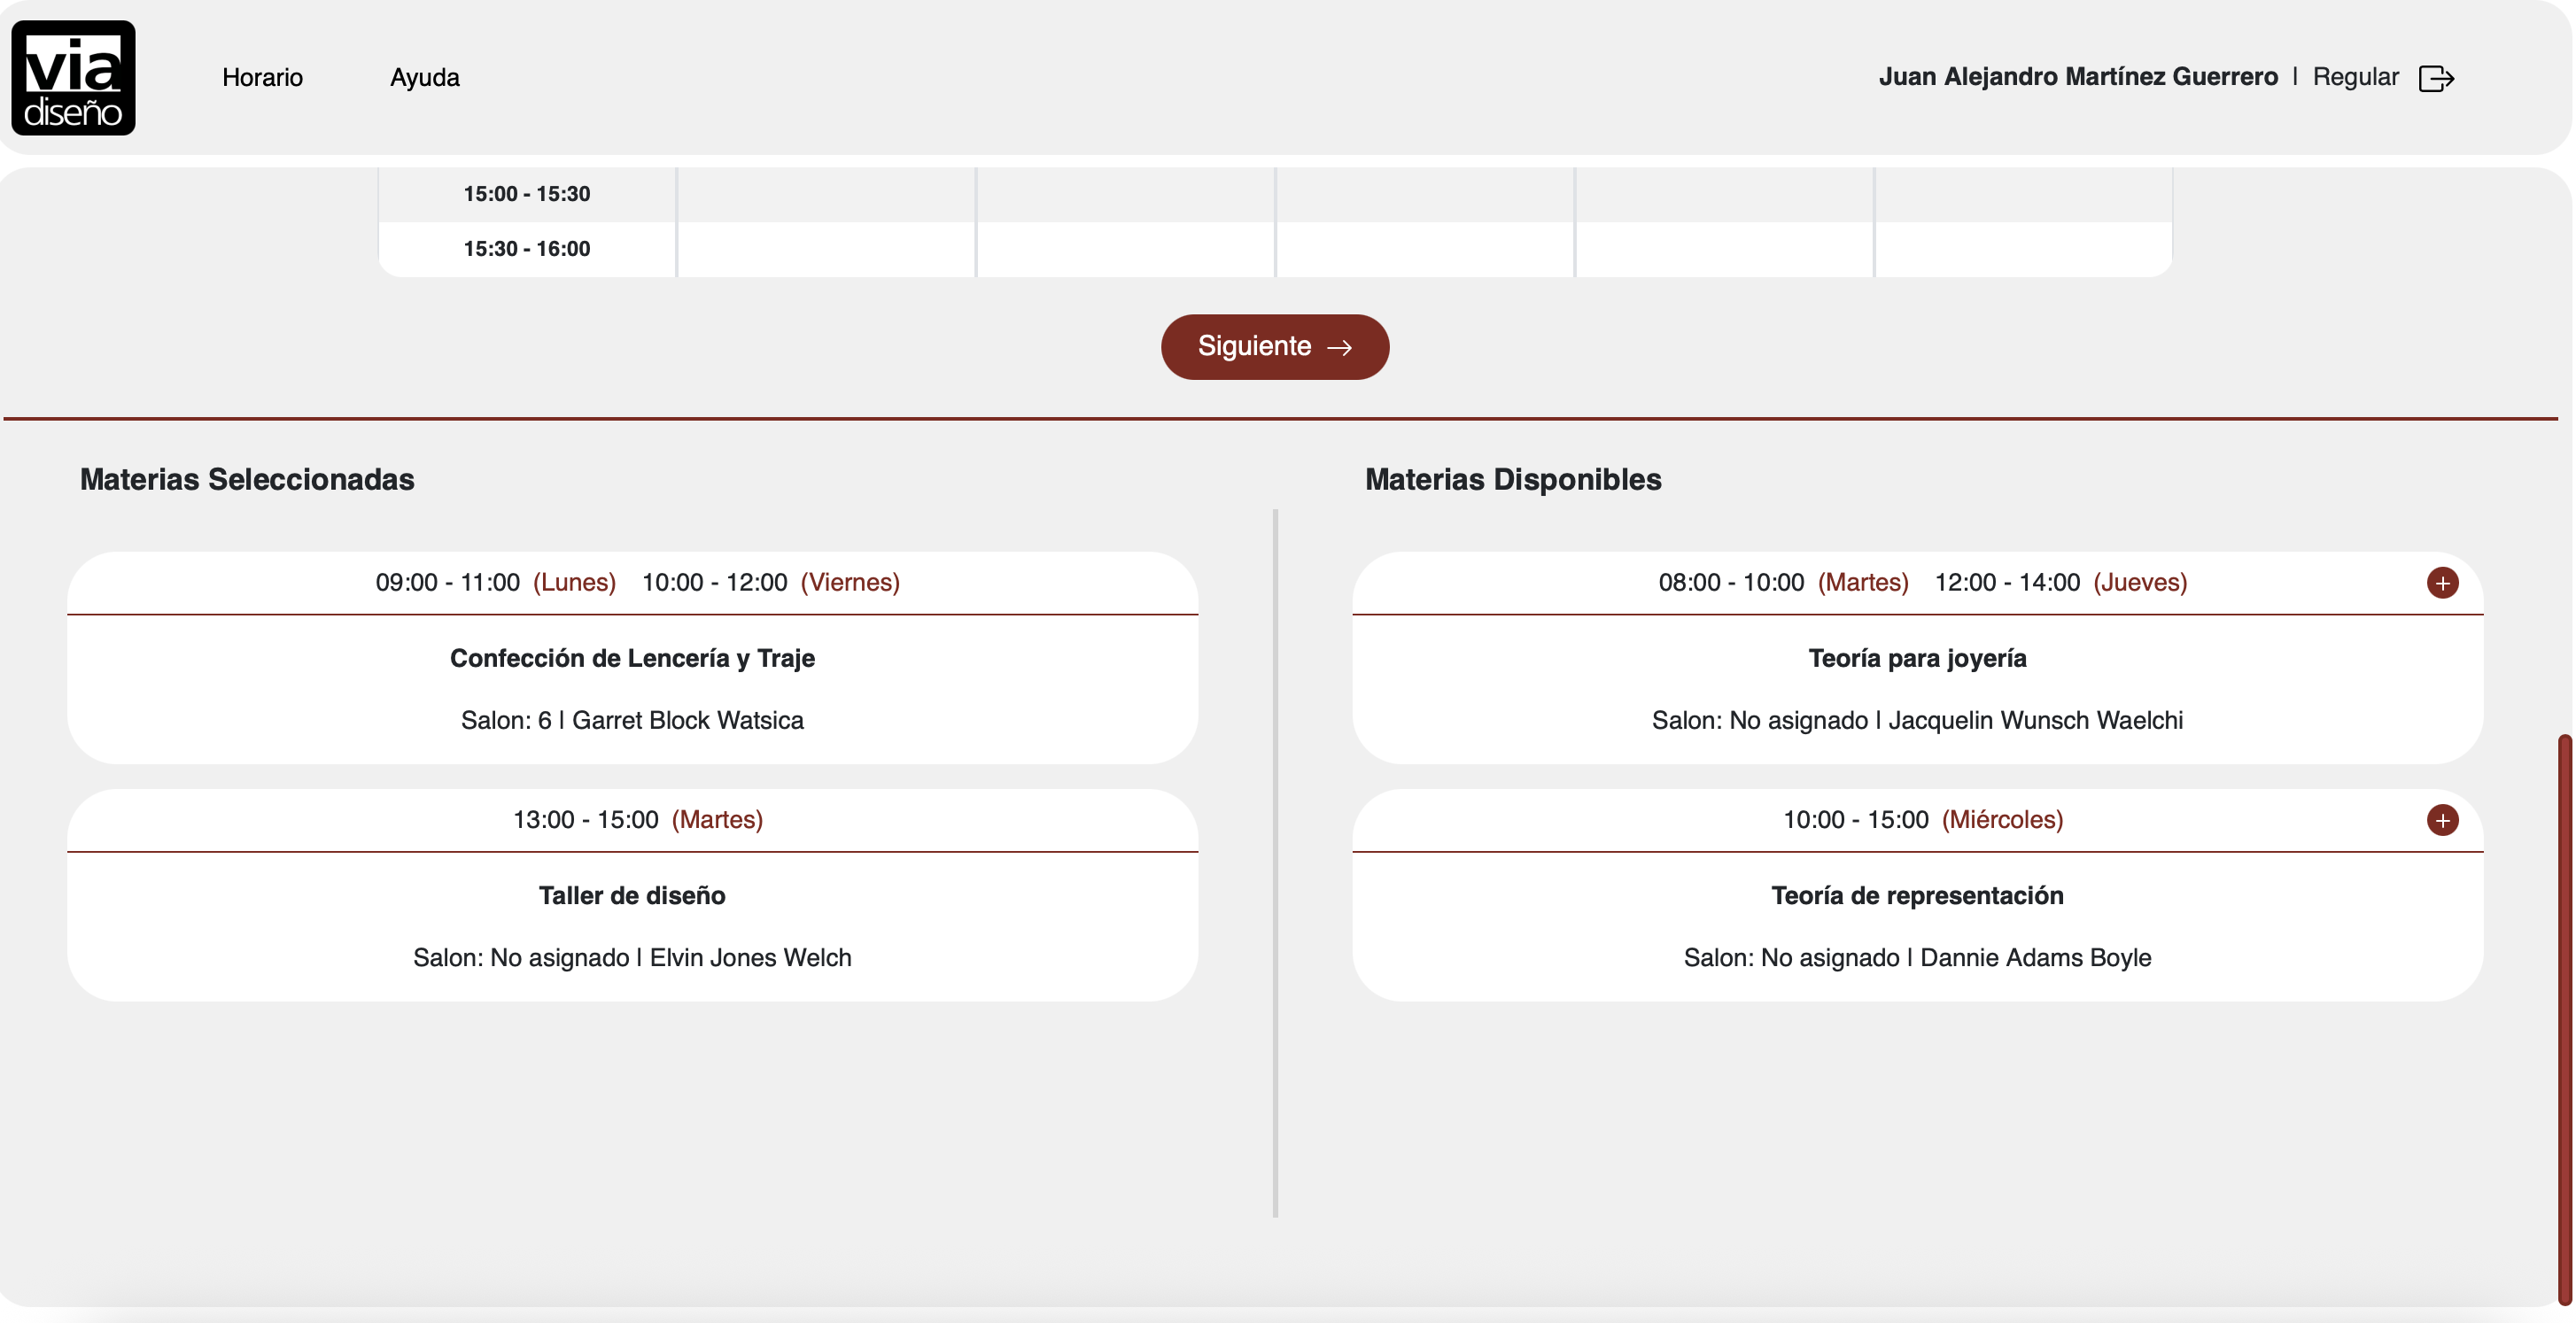 via
diseño
Horario
Ayuda
Juan Alejandro Martínez Guerrero | Regular
15:00 - 15:30
15:30 - 16:00
Siguiente →
Materias Seleccionadas
09:00 - 11:00 (Lunes) 10:00 - 12:00 (Viernes)
Confección de Lencería y Traje
Salon: 6 | Garret Block Watsica
13:00 - 15:00 (Martes)
Taller de diseño
Salon: No asignado | Elvin Jones Welch
Materias Disponibles
08:00 - 10:00 (Martes) 12:00 - 14:00 (Jueves)
Teoría para joyería
Salon: No asignado | Jacquelin Wunsch Waelchi
10:00 - 15:00 (Miércoles)
Teoría de representación
Salon: No asignado | Dannie Adams Boyle